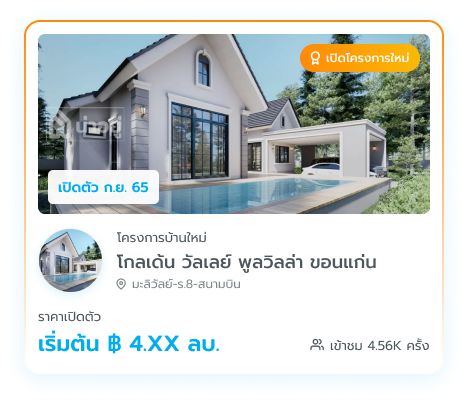 เปิดโครงการใหม่
น่าอยู่
เปิดตัว ก.ย. 65
โครงการบ้านใหม่
โกลเด้น วัลเลย์ พูลวิลล่า ขอนแก่น
มะลิวัลย์-ร.8-สนามบิน
ราคาเปิดตัว
เริ่มต้น ฿ 4.XX ลบ.
เข้าชม 4.56K ครั้ง